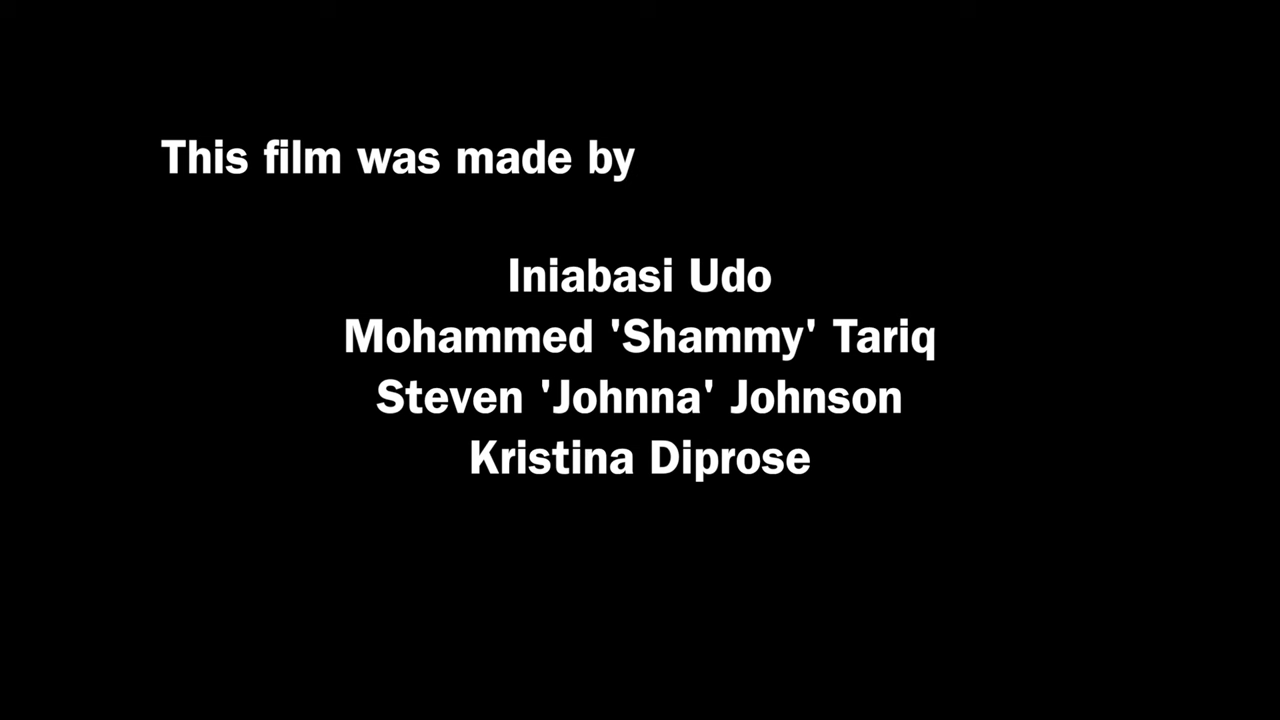 This film was made by
Iniabasi Udo
Mohammed 'Shammy' Tariq
Steven 'Johnna' Johnson
Kristina Diprose